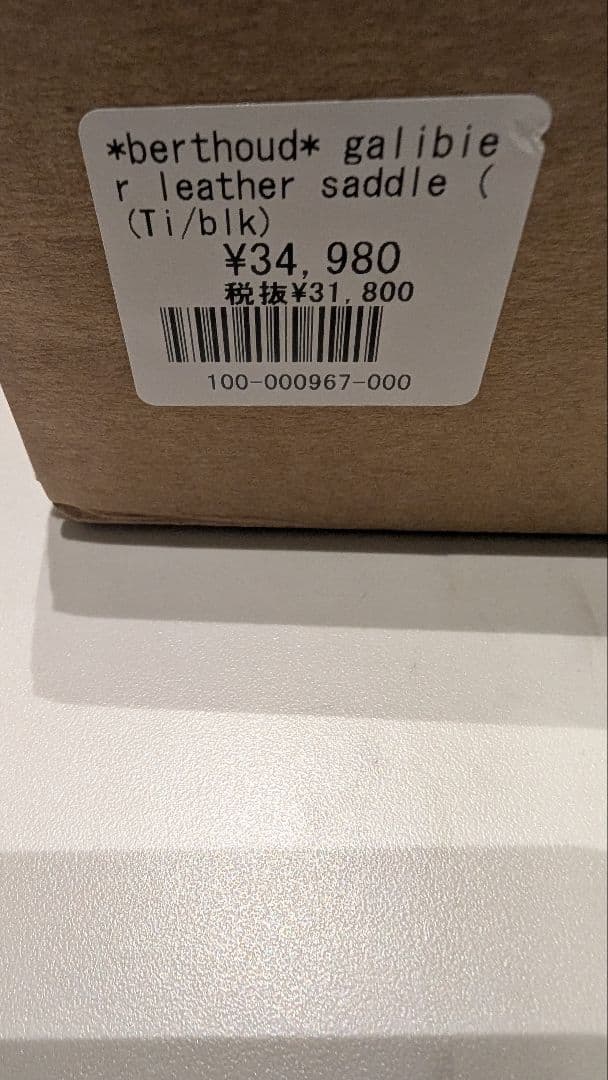 *berthoud* galibie
r leather saddle (
(Ti/blk)
¥34,980
税抜¥31,800
100-000967-000